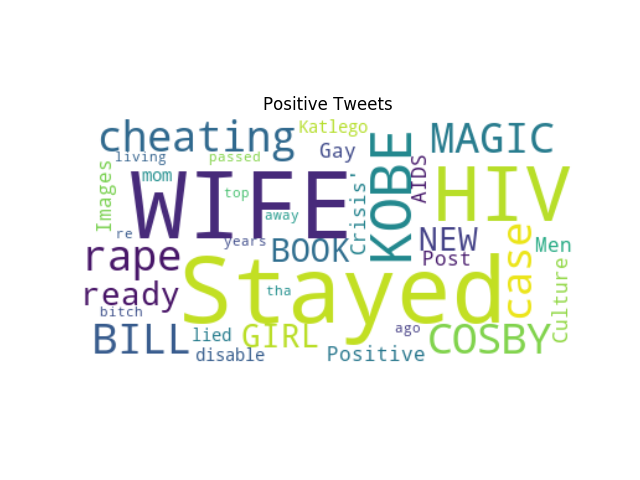 Positive Tweets
cheating
Katlego
MAGIC
living
passed
Gay
KOBE
AIDS
Images
mom
WIFE
top
away
Crisis'
HIV
re
years
BOOK
NEW
Men
rape
Post
case
ready
Stayed
tha
Culture
bitch
BILL
lied
GIRL
ago
COSBY
disable
Positive